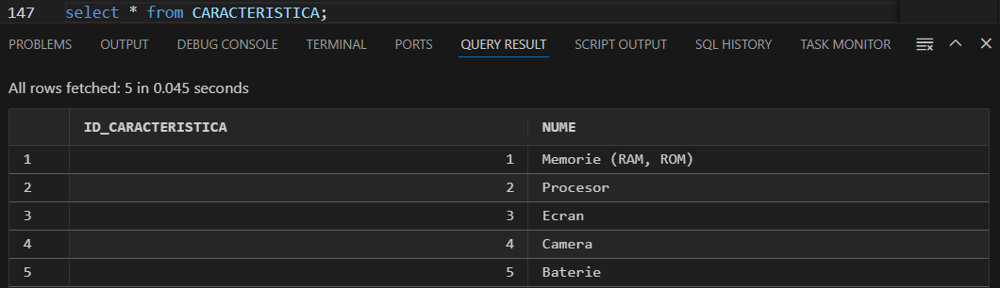 147 select * from CARACTERISTICA;
PROBLEMS OUTPUT DEBUG CONSOLE TERMINAL PORTS QUERY RESULT SCRIPT OUTPUT SQL HISTORY TASK MONITOR
All rows fetched: 5 in 0.045 seconds
ID_CARACTERISTICA NUME
1 1 Memorie (RAM, ROM)
2 2 Procesor
3 3 Ecran
4 4 Camera
5 5 Baterie